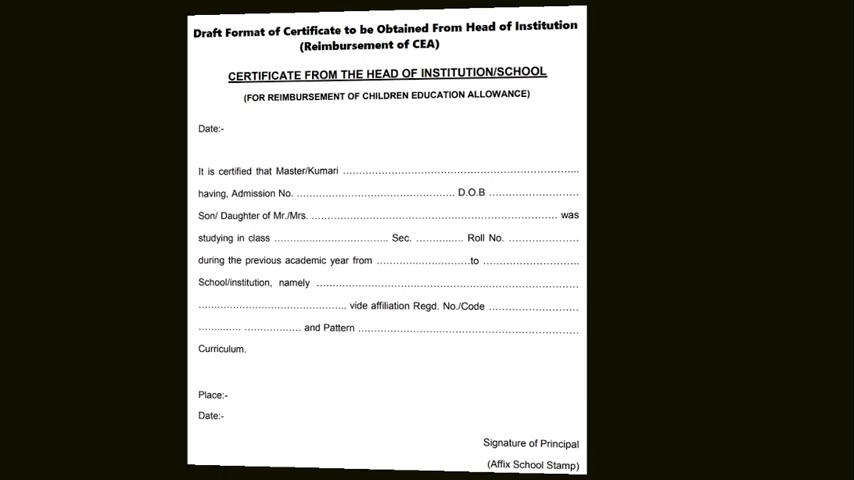 Draft Format of Certificate to be Obtained From Head of Institution
(Reimbursement of CEA)
CERTIFICATE FROM THE HEAD OF INSTITUTION/SCHOOL
(FOR REIMBURSEMENT OF CHILDREN EDUCATION ALLOWANCE)
Date:-
It is certified that Master/Kumari ............................................................
having, Admission No. ........................................ D.O.B .......................
Son/ Daughter of Mr./Mrs. .............................................................. was
studying in class ............................. Sec. ............ Roll No. ..................
during the previous academic year from ........................to ........................
School/institution, namely ..................................................................
...................................... vide affiliation Regd. No./Code .......................
........... ............... and Pattern ........................................................
Curriculum.
Place:-
Date:-
Signature of Principal
(Affix School Stamp)